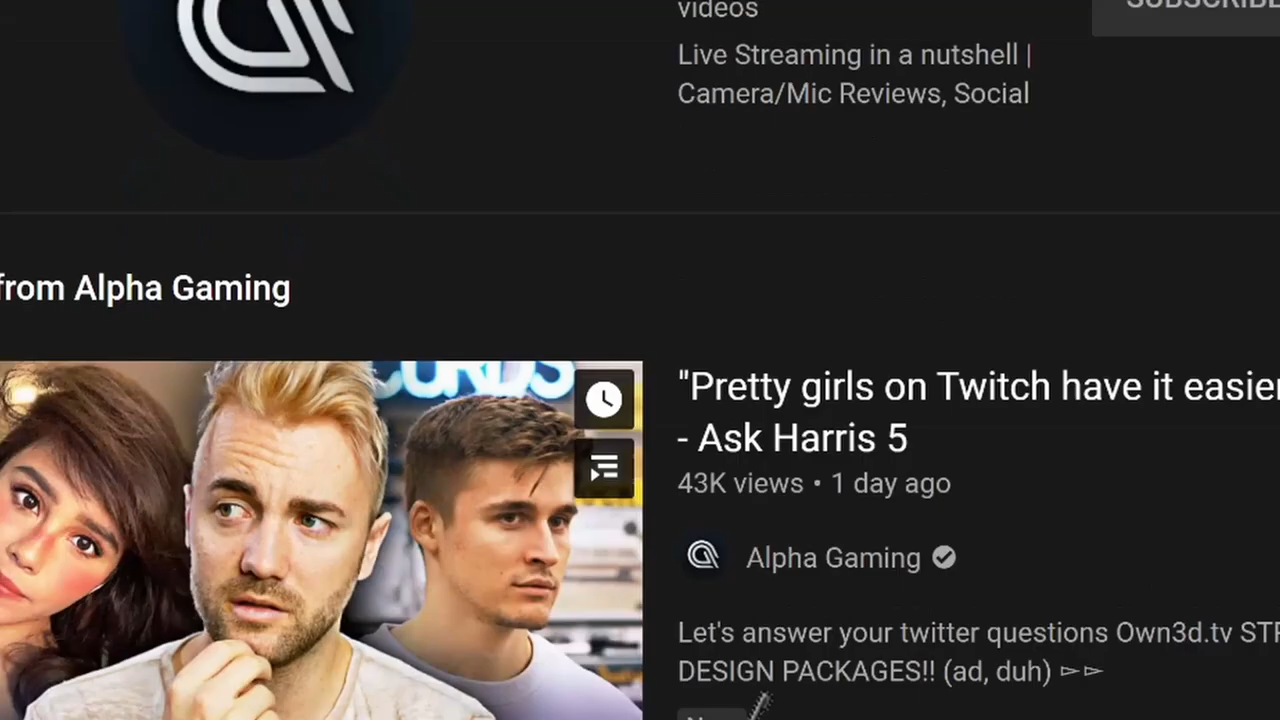 videos
Live Streaming in a nutshell |
Camera/Mic Reviews, Social
from Alpha Gaming
"Pretty girls on Twitch have it easier
- Ask Harris 5
43K views • 1 day ago
Alpha Gaming
Let's answer your twitter questions Own3d.tv
DESIGN PACKAGES!! (ad, duh) ▻▻